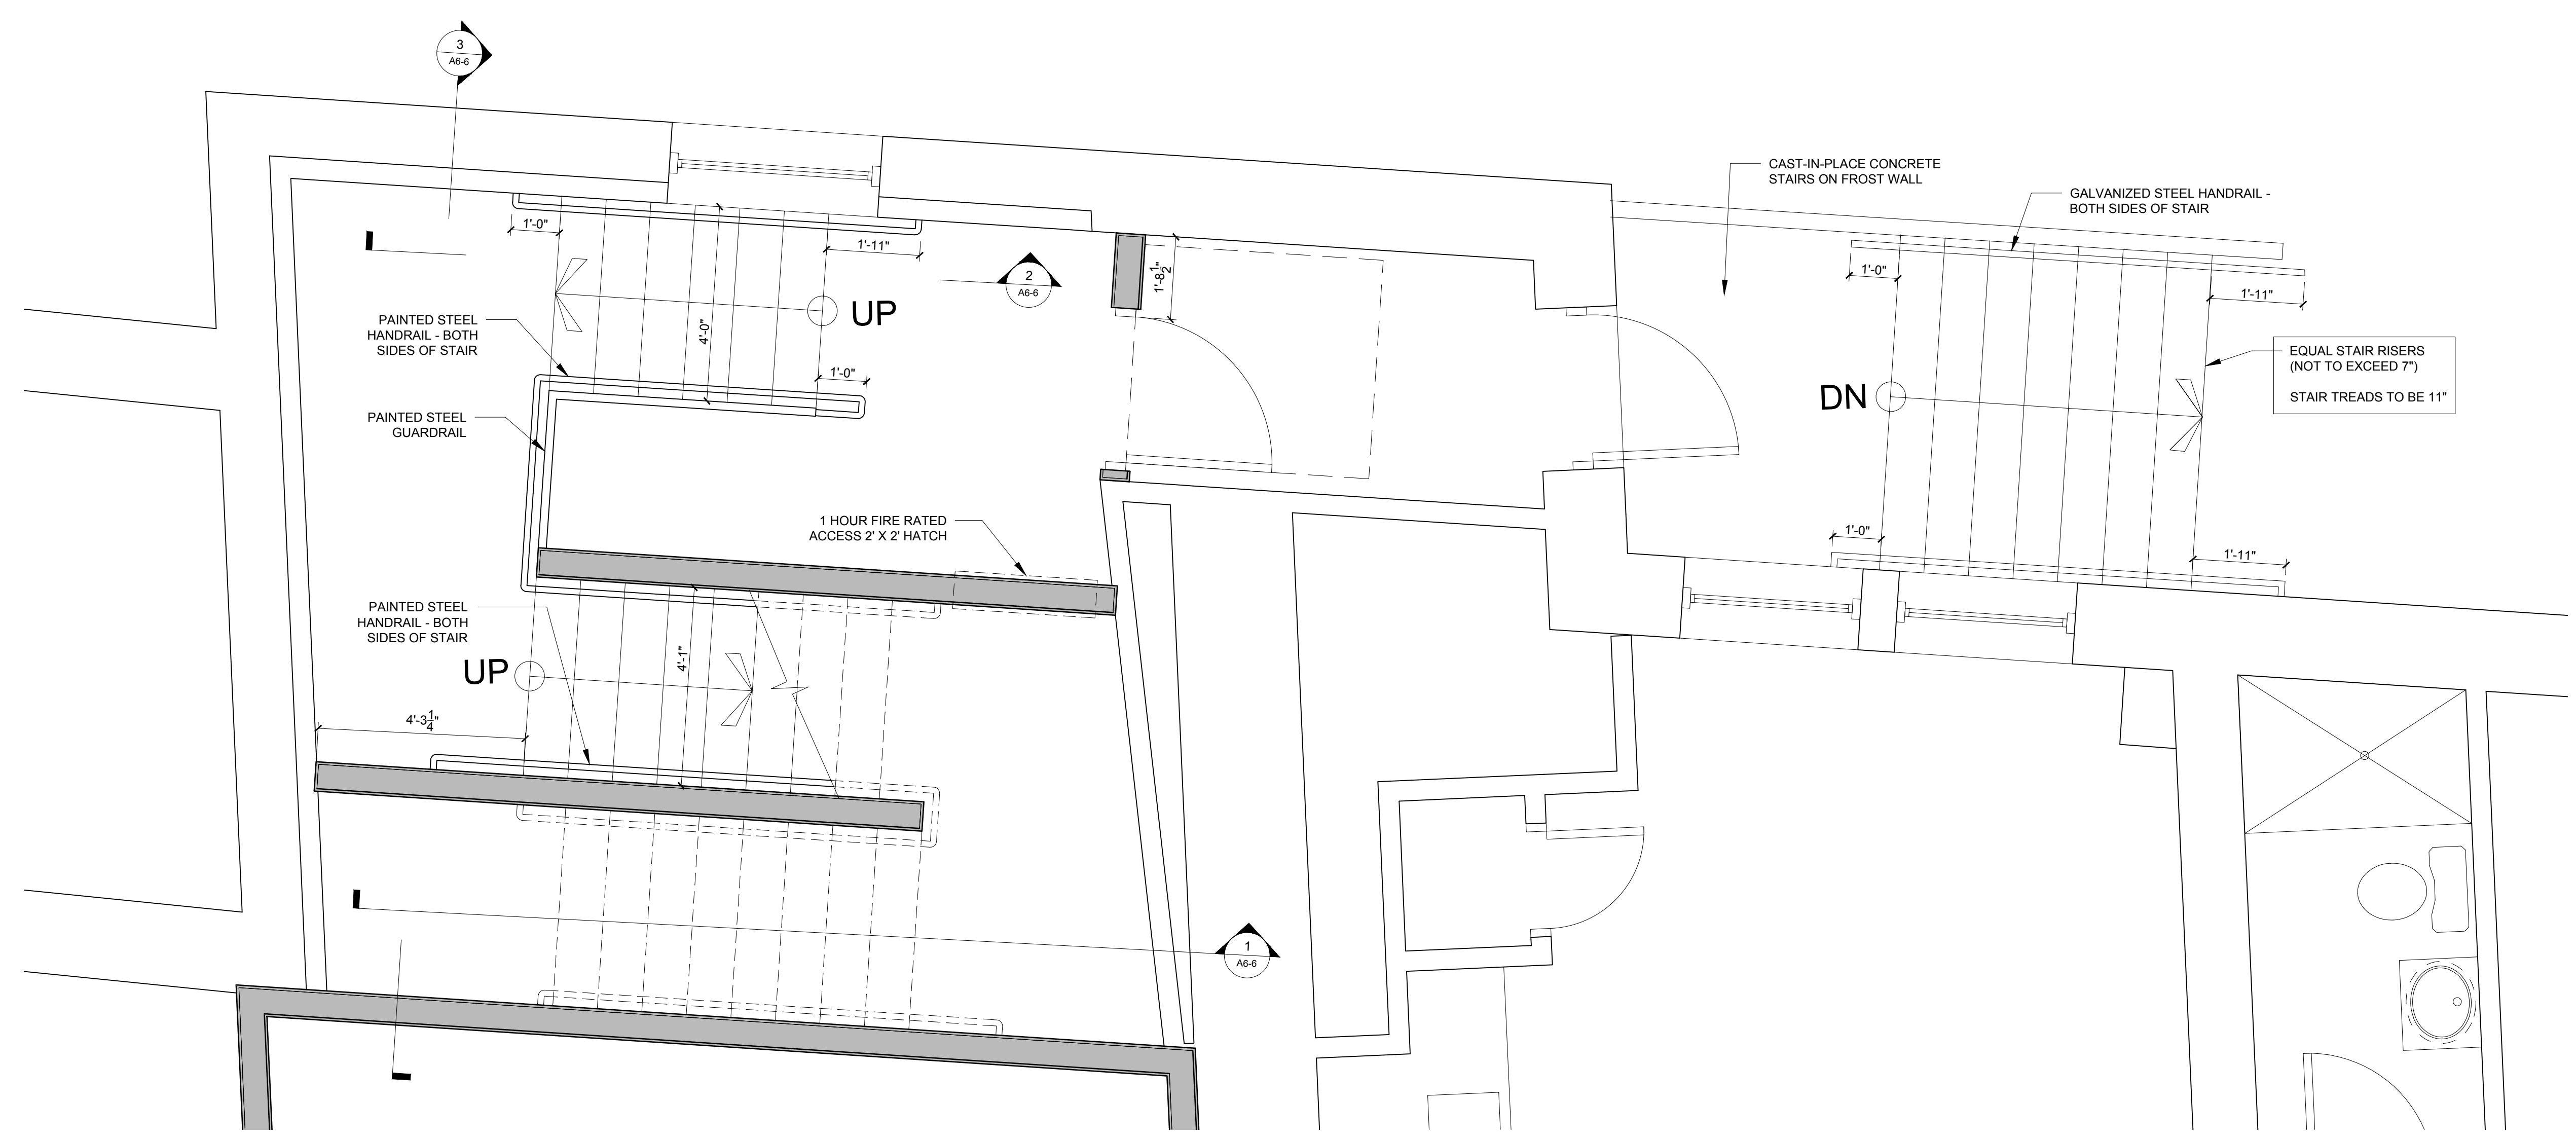 3
A6-6
CAST-IN-PLACE CONCRETE
STAIRS ON FROST WALL
GALVANIZED STEEL HANDRAIL -
BOTH SIDES OF STAIR
1'-0"
1'-11"
2
A6-6
1'-8 1/2"
1'-0"
1'-11"
UP
PAINTED STEEL
HANDRAIL - BOTH
SIDES OF STAIR
4'-0"
1'-0"
EQUAL STAIR RISERS
(NOT TO EXCEED 7")
STAIR TREADS TO BE 11"
DN
PAINTED STEEL
GUARDRAIL
1 HOUR FIRE RATED
ACCESS 2' X 2' HATCH
1'-0"
1'-11"
PAINTED STEEL
HANDRAIL - BOTH
SIDES OF STAIR
UP
4'-1"
4'-3 1/4"
1
A6-6